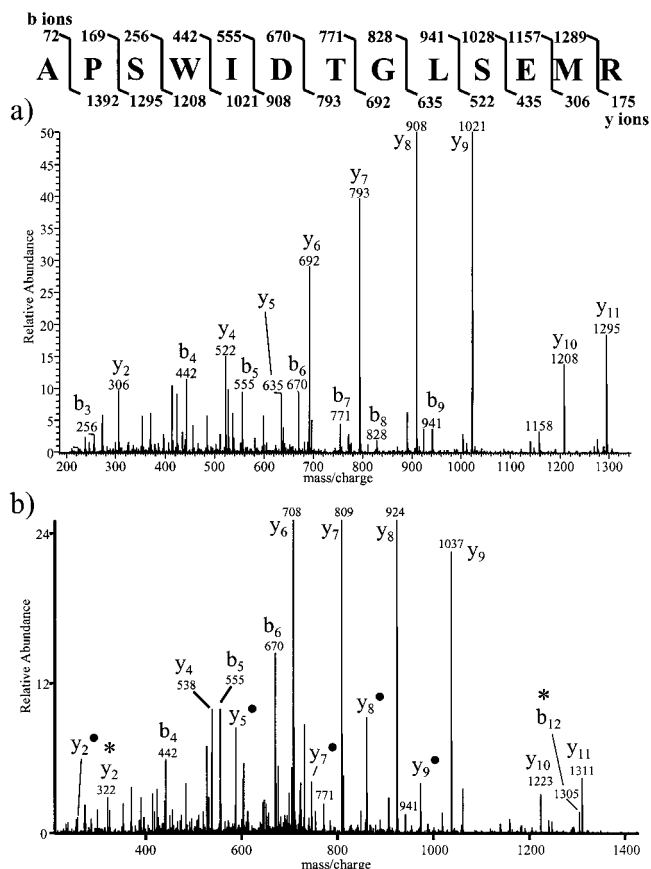 b ions
72 169 256 442 555 670 771 828 941 1028 1157 1289
A P S W I D T G L S E M R
1392 1295 1208 1021 908 793 692 635 522 435 306 175
y ions
a)
50
45
40
35
30
25
20
15
10
5
0
Relative Abundance
b3
256
y2
306
b4
442
y4
522
b5
555
y5
635
b6
670
y6
692
b7
771
y7
793
b8
828
y8
908
b9
941
y9
1021
1158
y10
1208
y11
1295
200 300 400 500 600 700 800 900 1000 1100 1200 1300
mass/charge
b)
24
12
0
Relative Abundance
y2 ●
*
y2
322
b4
442
y4
538
b5
555
y5 ●
b6
670
y6
708
y7 ●
771
y7
809
y8 ●
y8
924
941
y9 ●
1037 y9
y10
1223
*
b12
1305
y11
1311
400 600 800 1000 1200 1400
mass/charge